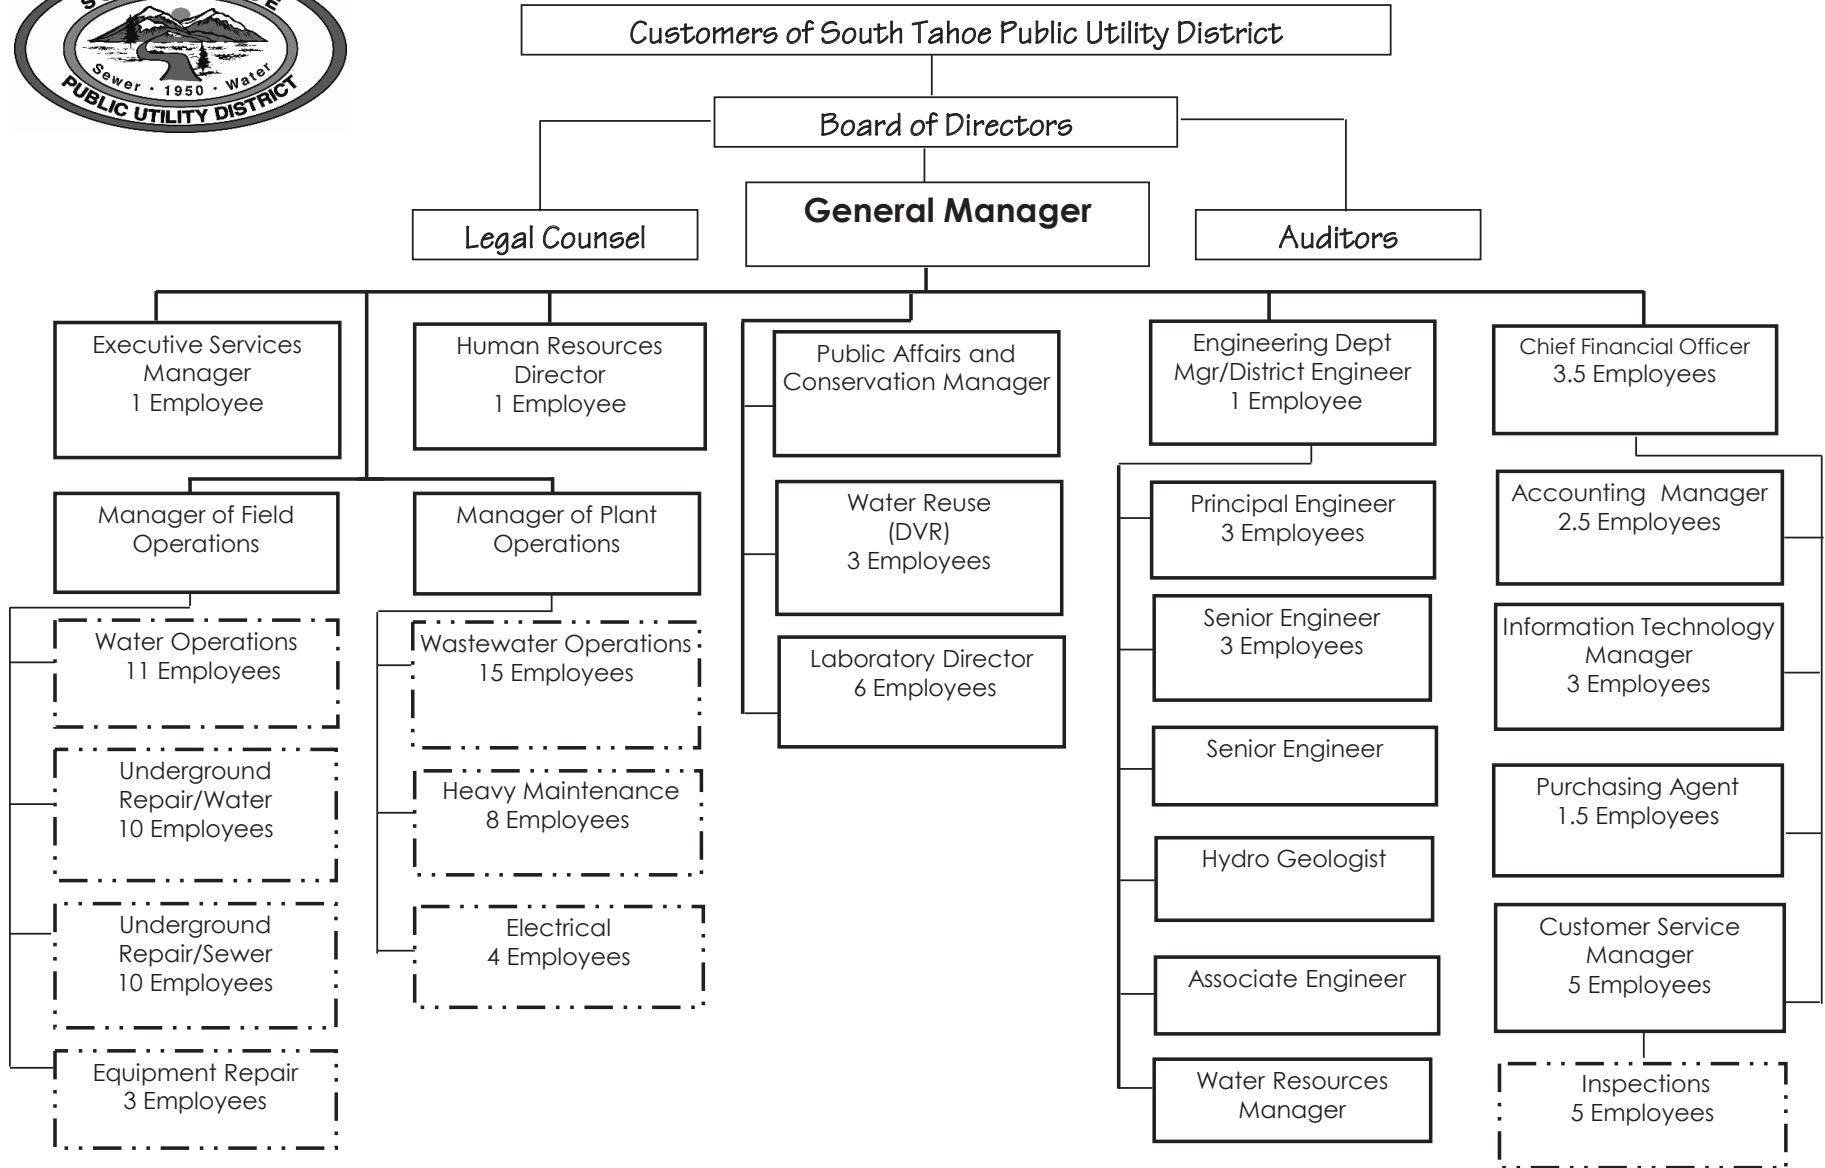 Sewer · 1950 · Water
PUBLIC UTILITY DISTRICT
Customers of South Tahoe Public Utility District
Board of Directors
Legal Counsel
General Manager
Auditors
Executive Services
Manager
1 Employee
Human Resources
Director
1 Employee
Public Affairs and
Conservation Manager
Engineering Dept
Mgr/District Engineer
1 Employee
Chief Financial Officer
3.5 Employees
Manager of Field
Operations
Manager of Plant
Operations
Water Reuse
(DVR)
3 Employees
Principal Engineer
3 Employees
Accounting Manager
2.5 Employees
Water Operations
11 Employees
Wastewater Operations
15 Employees
Laboratory Director
6 Employees
Senior Engineer
3 Employees
Information Technology
Manager
3 Employees
Underground
Repair/Water
10 Employees
Heavy Maintenance
8 Employees
Senior Engineer
Purchasing Agent
1.5 Employees
Hydro Geologist
Underground
Repair/Sewer
10 Employees
Electrical
4 Employees
Associate Engineer
Customer Service
Manager
5 Employees
Equipment Repair
3 Employees
Water Resources
Manager
Inspections
5 Employees